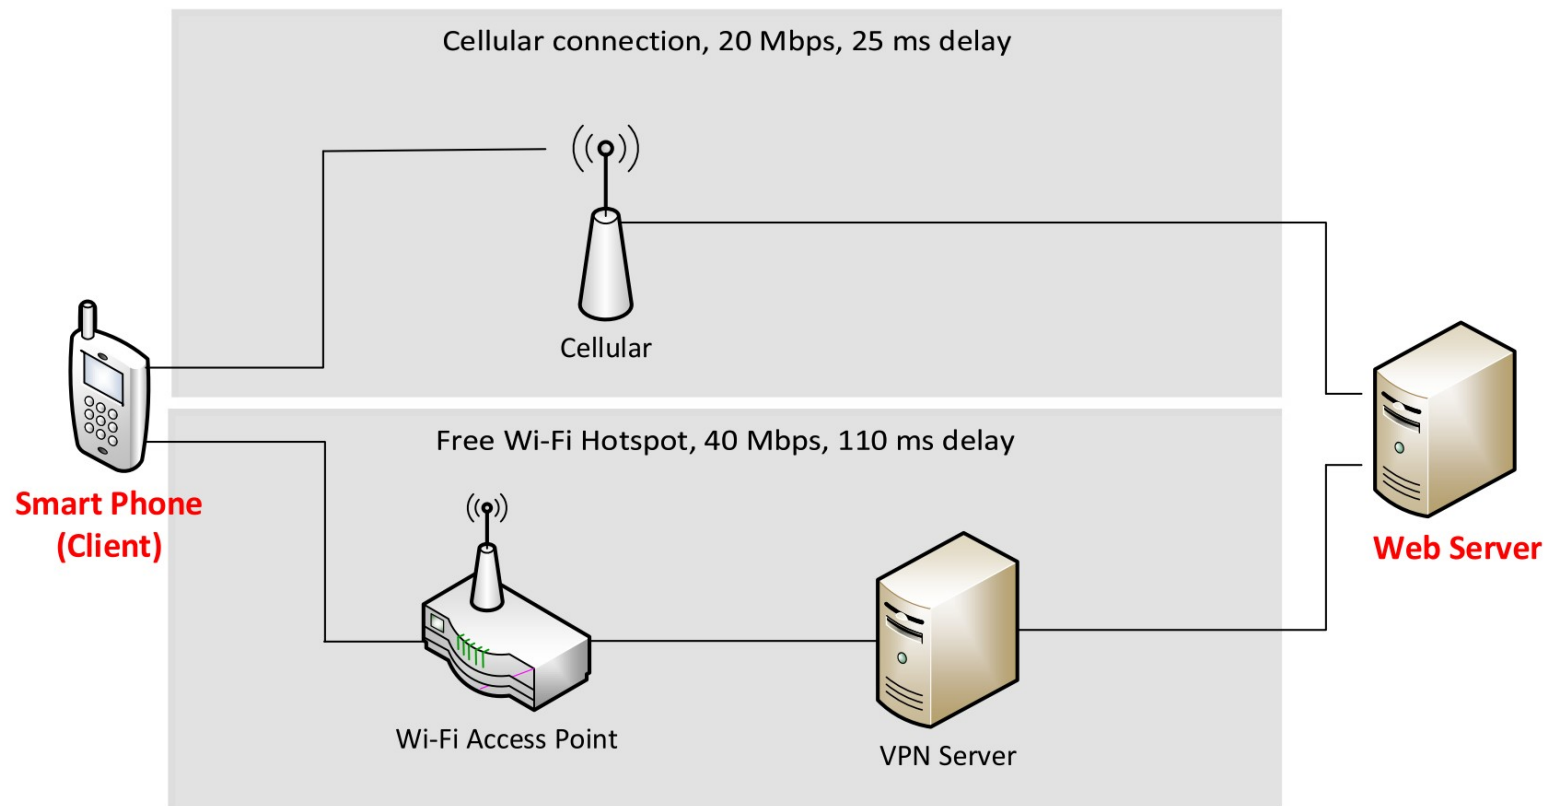 Cellular connection, 20 Mbps, 25 ms delay
Cellular
Smart Phone
(Client)
Free Wi-Fi Hotspot, 40 Mbps, 110 ms delay
Wi-Fi Access Point
VPN Server
Web Server